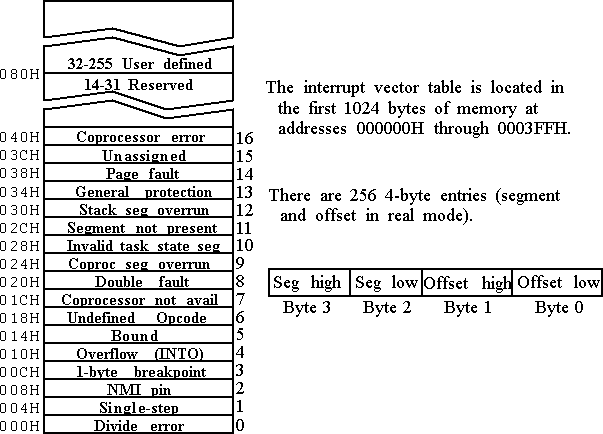 32-255 User defined
080H
14-31 Reserved
The interrupt vector table is located in
the first 1024 bytes of memory at
addresses 000000H through 0003FFH.
040H Coprocessor error 16
03CH Unassigned 15
038H Page fault 14
034H General protection 13
030H Stack seg overrun 12
02CH Segment not present 11
028H Invalid task state seg 10
024H Coproc seg overrun 9
020H Double fault 8
01CH Coprocessor not avail 7
018H Undefined Opcode 6
014H Bound 5
010H Overflow (INTO) 4
00CH 1-byte breakpoint 3
008H NMI pin 2
004H Single-step 1
000H Divide error 0
There are 256 4-byte entries (segment
and offset in real mode).
Seg high Seg low Offset high Offset low
Byte 3 Byte 2 Byte 1 Byte 0